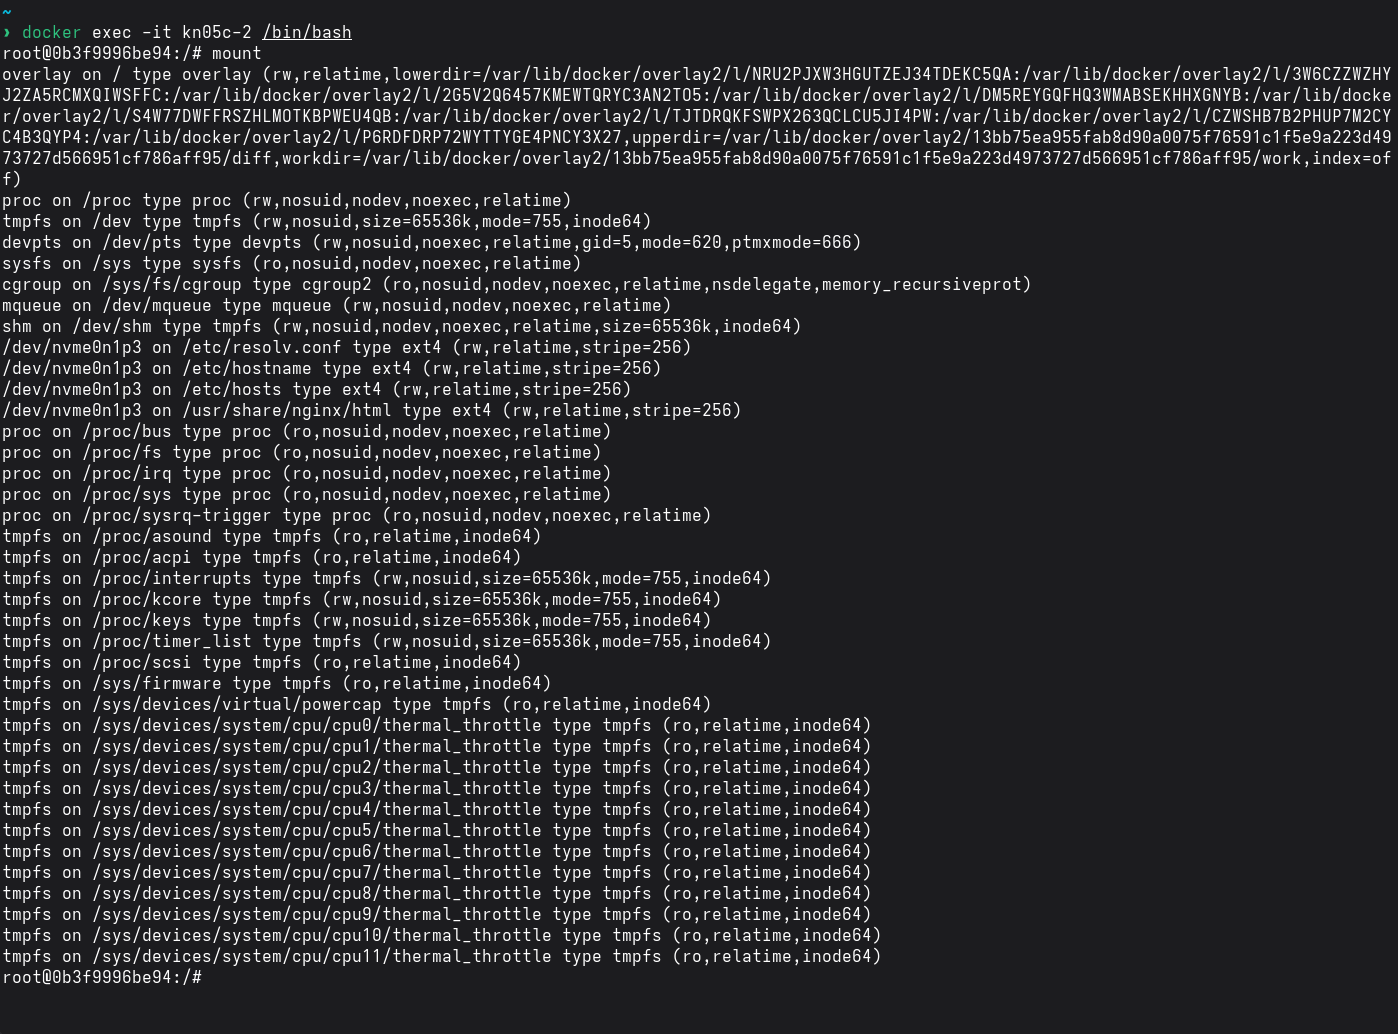 ~
› docker exec -it kn05c-2 /bin/bash
root@0b3f9996be94:/# mount
overlay on / type overlay (rw,relatime,lowerdir=/var/lib/docker/overlay2/l/NRU2PJXW3HGUTZEJ34TDEKC5QA:/var/lib/docker/overlay2/l/3W6CZZWZHY
J2ZA5RCMXQIWSFFC:/var/lib/docker/overlay2/l/2G5V2Q6457KMEWTQRYC3AN2TO5:/var/lib/docker/overlay2/l/DM5REYGQFHQ3WMABSEKHHXGNYB:/var/lib/docke
r/overlay2/l/S4W77DWFFRSZHLMOTKBPWEU4QB:/var/lib/docker/overlay2/l/TJTDRQKFSWPX263QCLCU5JI4PW:/var/lib/docker/overlay2/l/CZWSHB7B2PHUP7M2CY
C4B3QYP4:/var/lib/docker/overlay2/l/P6RDFDRP72WYTTYGE4PNCY3X27,upperdir=/var/lib/docker/overlay2/13bb75ea955fab8d90a0075f76591c1f5e9a223d49
73727d566951cf786aff95/diff,workdir=/var/lib/docker/overlay2/13bb75ea955fab8d90a0075f76591c1f5e9a223d4973727d566951cf786aff95/work,index=of
f)
proc on /proc type proc (rw,nosuid,nodev,noexec,relatime)
tmpfs on /dev type tmpfs (rw,nosuid,size=65536k,mode=755,inode64)
devpts on /dev/pts type devpts (rw,nosuid,noexec,relatime,gid=5,mode=620,ptmxmode=666)
sysfs on /sys type sysfs (ro,nosuid,nodev,noexec,relatime)
cgroup on /sys/fs/cgroup type cgroup2 (ro,nosuid,nodev,noexec,relatime,nsdelegate,memory_recursiveprot)
mqueue on /dev/mqueue type mqueue (rw,nosuid,nodev,noexec,relatime)
shm on /dev/shm type tmpfs (rw,nosuid,nodev,noexec,relatime,size=65536k,inode64)
/dev/nvme0n1p3 on /etc/resolv.conf type ext4 (rw,relatime,stripe=256)
/dev/nvme0n1p3 on /etc/hostname type ext4 (rw,relatime,stripe=256)
/dev/nvme0n1p3 on /etc/hosts type ext4 (rw,relatime,stripe=256)
/dev/nvme0n1p3 on /usr/share/nginx/html type ext4 (rw,relatime,stripe=256)
proc on /proc/bus type proc (ro,nosuid,nodev,noexec,relatime)
proc on /proc/fs type proc (ro,nosuid,nodev,noexec,relatime)
proc on /proc/irq type proc (ro,nosuid,nodev,noexec,relatime)
proc on /proc/sys type proc (ro,nosuid,nodev,noexec,relatime)
proc on /proc/sysrq-trigger type proc (ro,nosuid,nodev,noexec,relatime)
tmpfs on /proc/asound type tmpfs (ro,relatime,inode64)
tmpfs on /proc/acpi type tmpfs (ro,relatime,inode64)
tmpfs on /proc/interrupts type tmpfs (rw,nosuid,size=65536k,mode=755,inode64)
tmpfs on /proc/kcore type tmpfs (rw,nosuid,size=65536k,mode=755,inode64)
tmpfs on /proc/keys type tmpfs (rw,nosuid,size=65536k,mode=755,inode64)
tmpfs on /proc/timer_list type tmpfs (rw,nosuid,size=65536k,mode=755,inode64)
tmpfs on /proc/scsi type tmpfs (ro,relatime,inode64)
tmpfs on /sys/firmware type tmpfs (ro,relatime,inode64)
tmpfs on /sys/devices/virtual/powercap type tmpfs (ro,relatime,inode64)
tmpfs on /sys/devices/system/cpu/cpu0/thermal_throttle type tmpfs (ro,relatime,inode64)
tmpfs on /sys/devices/system/cpu/cpu1/thermal_throttle type tmpfs (ro,relatime,inode64)
tmpfs on /sys/devices/system/cpu/cpu2/thermal_throttle type tmpfs (ro,relatime,inode64)
tmpfs on /sys/devices/system/cpu/cpu3/thermal_throttle type tmpfs (ro,relatime,inode64)
tmpfs on /sys/devices/system/cpu/cpu4/thermal_throttle type tmpfs (ro,relatime,inode64)
tmpfs on /sys/devices/system/cpu/cpu5/thermal_throttle type tmpfs (ro,relatime,inode64)
tmpfs on /sys/devices/system/cpu/cpu6/thermal_throttle type tmpfs (ro,relatime,inode64)
tmpfs on /sys/devices/system/cpu/cpu7/thermal_throttle type tmpfs (ro,relatime,inode64)
tmpfs on /sys/devices/system/cpu/cpu8/thermal_throttle type tmpfs (ro,relatime,inode64)
tmpfs on /sys/devices/system/cpu/cpu9/thermal_throttle type tmpfs (ro,relatime,inode64)
tmpfs on /sys/devices/system/cpu/cpu10/thermal_throttle type tmpfs (ro,relatime,inode64)
tmpfs on /sys/devices/system/cpu/cpu11/thermal_throttle type tmpfs (ro,relatime,inode64)
root@0b3f9996be94:/#